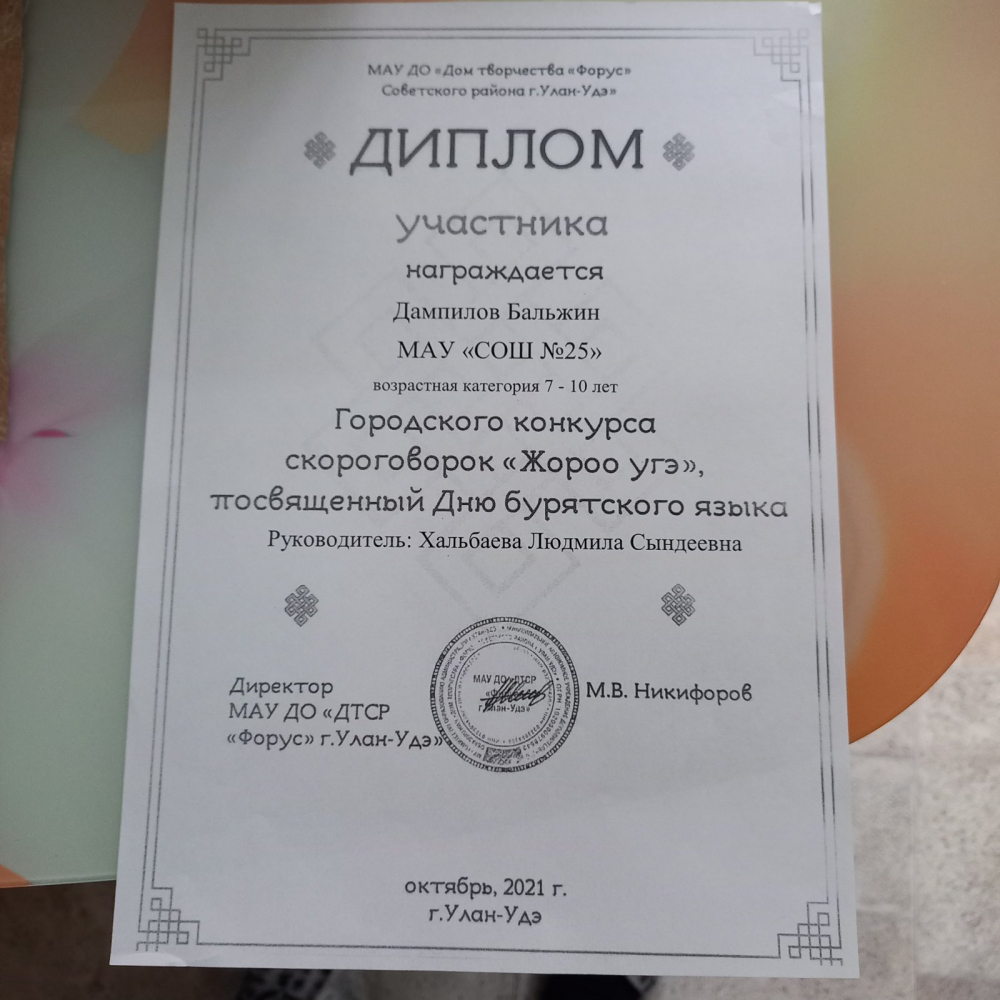 МАУ ДО «Дом творчества «Форус»
Советского района г.Улан-Удэ»
ДИПЛОМ
участника
награждается
Дампилов Бальжин
МАУ «СОШ №25»
возрастная категория 7 - 10 лет
Городского конкурса
скороговорок «Жороо угэ»,
посвященный Дню бурятского языка
Руководитель: Хальбаева Людмила Сындеевна
Директор
МАУ ДО «ДТСР
«Форус» г.Улан-Удэ»
МАУ ДО «ДТСР
г.Улан-Удэ»
М.В. Никифоров
октябрь, 2021 г.
г.Улан-Удэ